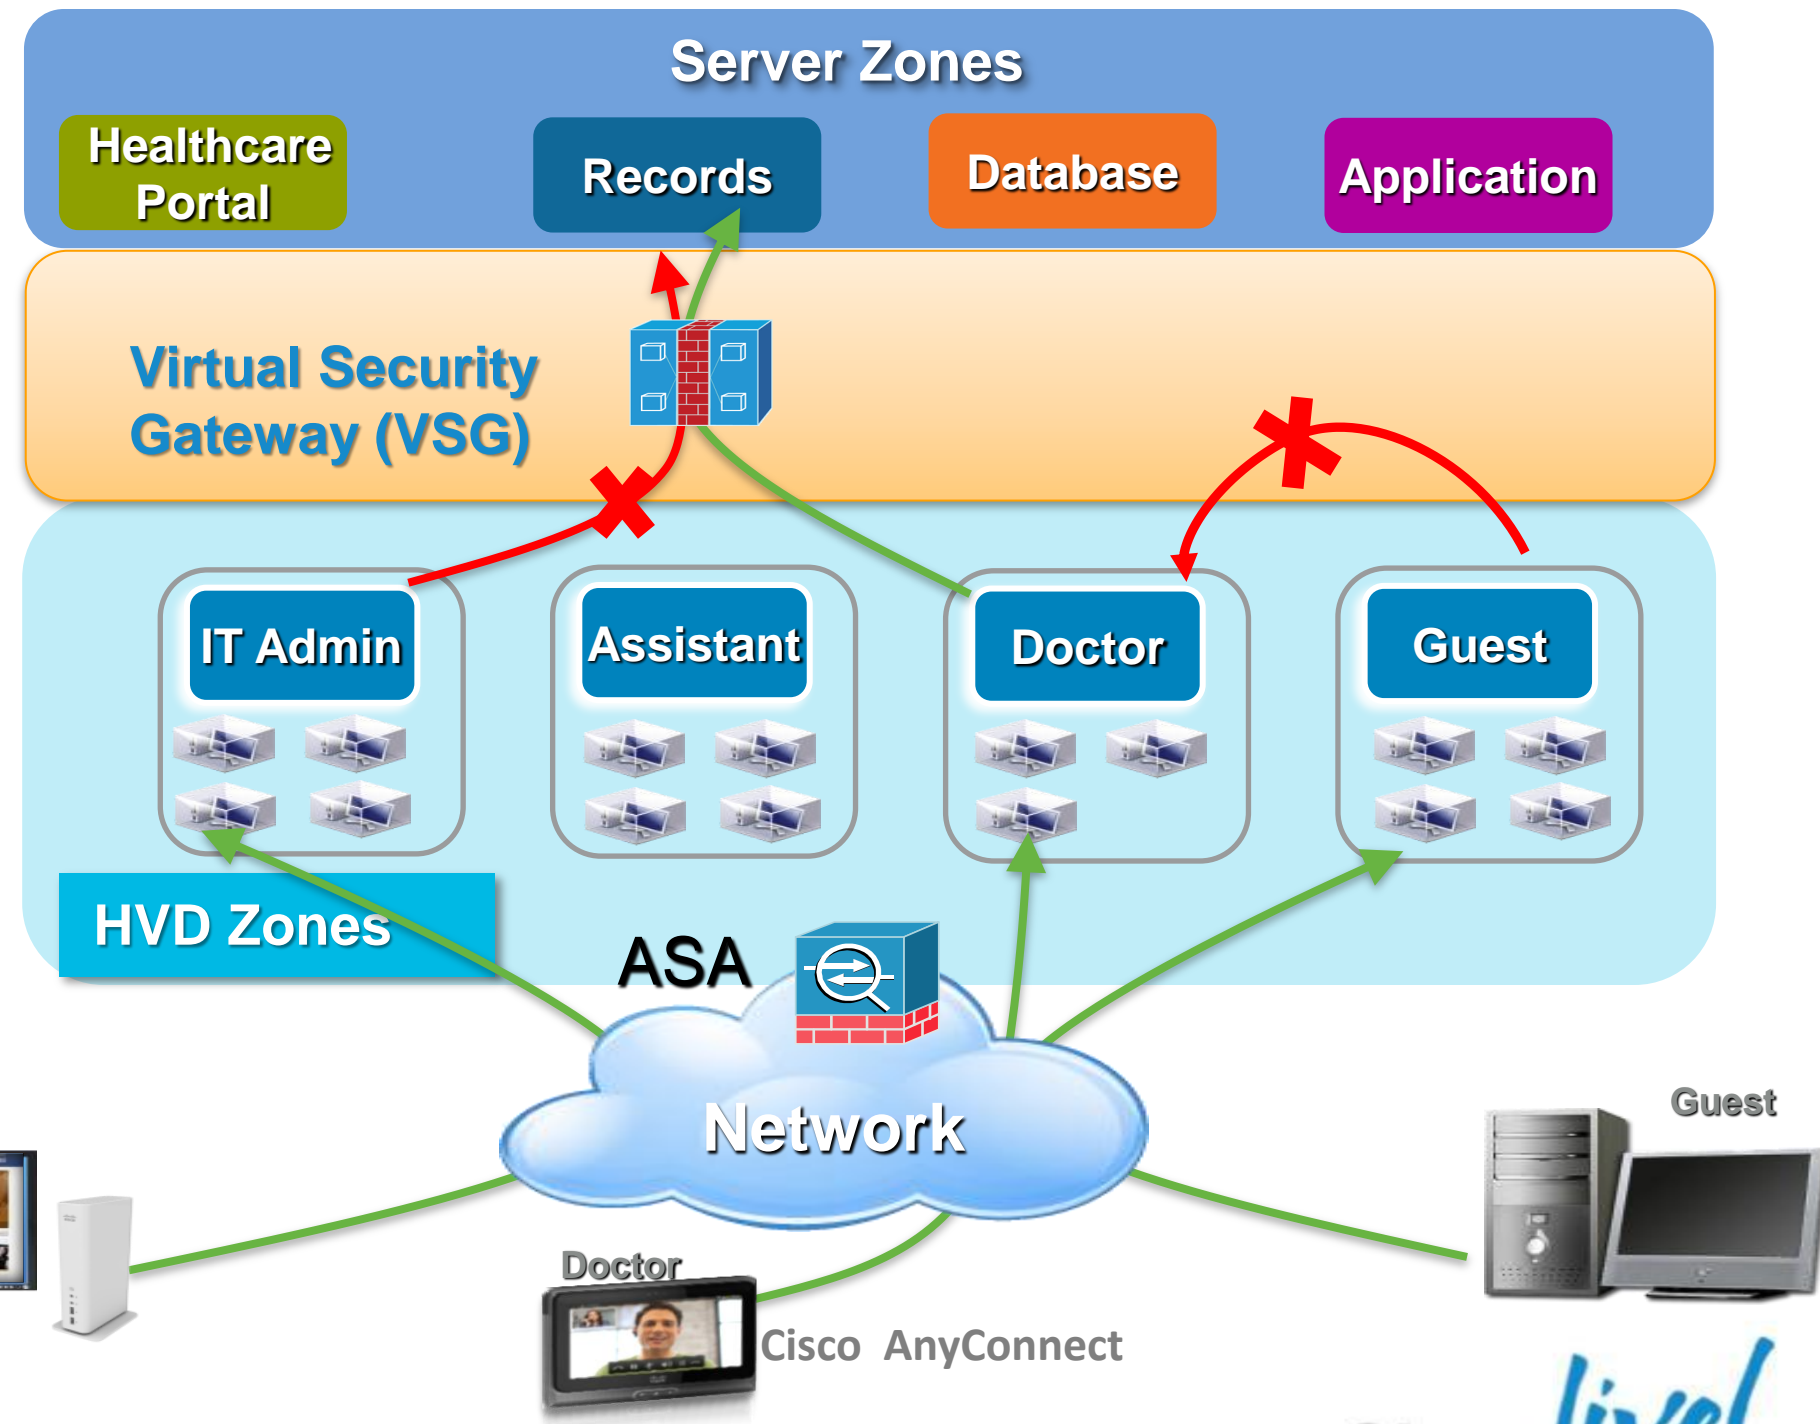 Server Zones
Healthcare
Portal
Records
Database
Application
Virtual Security
Gateway (VSG)
IT Admin
Assistant
Doctor
Guest
HVD Zones
ASA
Network
Guest
Doctor
Cisco AnyConnect
live!